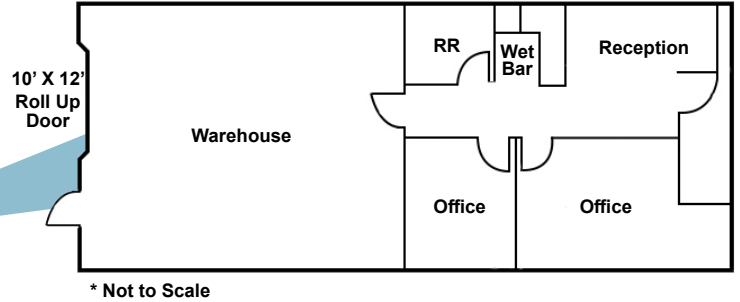 RR
Wet
Bar
Reception
10’ X 12’
Roll Up
Door
Warehouse
Office
Office
* Not to Scale